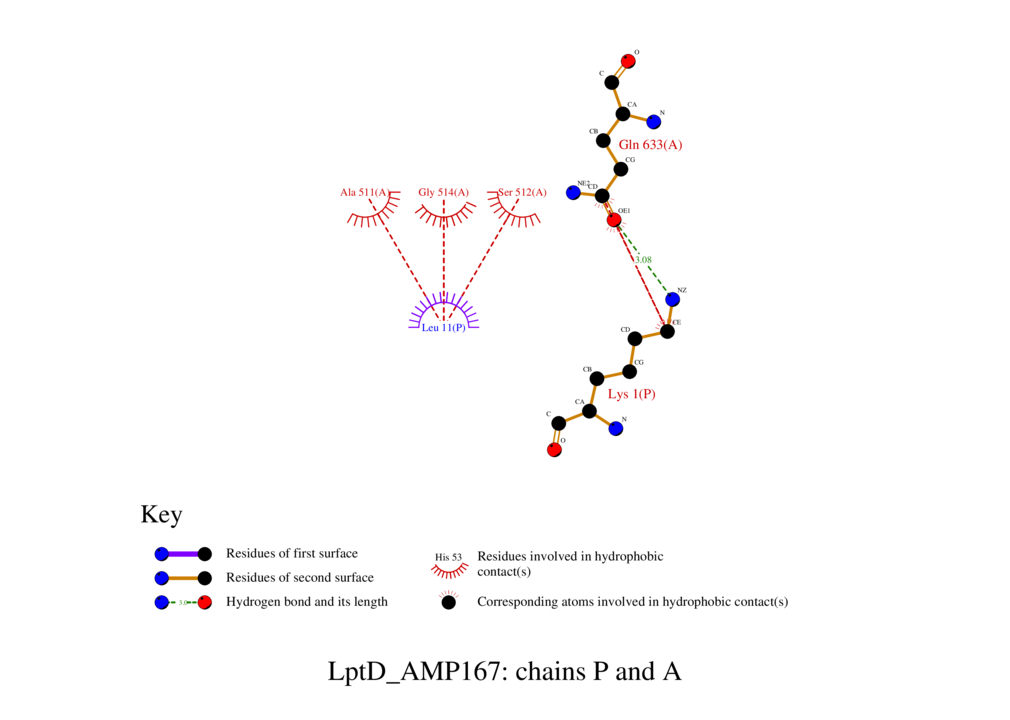 O
C
CA
N
CB
Gln 633(A)
CG
Ala 511(A)
Gly 514(A)
Ser 512(A)
NE2
CD
OE1
3.08
NZ
Leu 11(P)
CE
CD
CG
CB
Lys 1(P)
CA
C
N
O
Key
Residues of first surface
Residues of second surface
3.0
Hydrogen bond and its length
His 53
Residues involved in hydrophobic
contact(s)
Corresponding atoms involved in hydrophobic contact(s)
LptD_AMP167: chains P and A